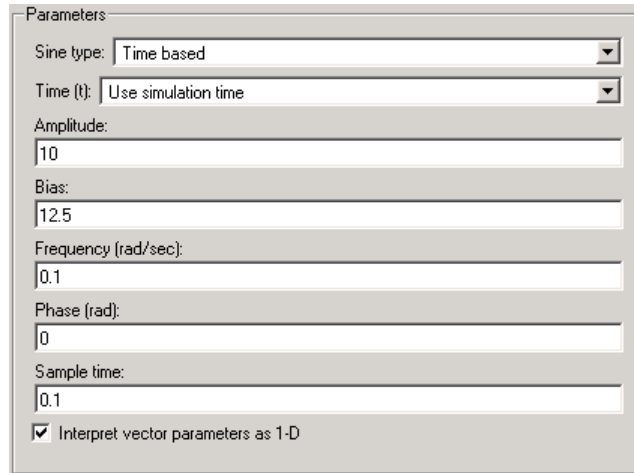 Parameters
Sine type: Time based
Time (t): Use simulation time
Amplitude:
10
Bias:
12.5
Frequency (rad/sec):
0.1
Phase (rad):
0
Sample time:
0.1
Interpret vector parameters as 1-D